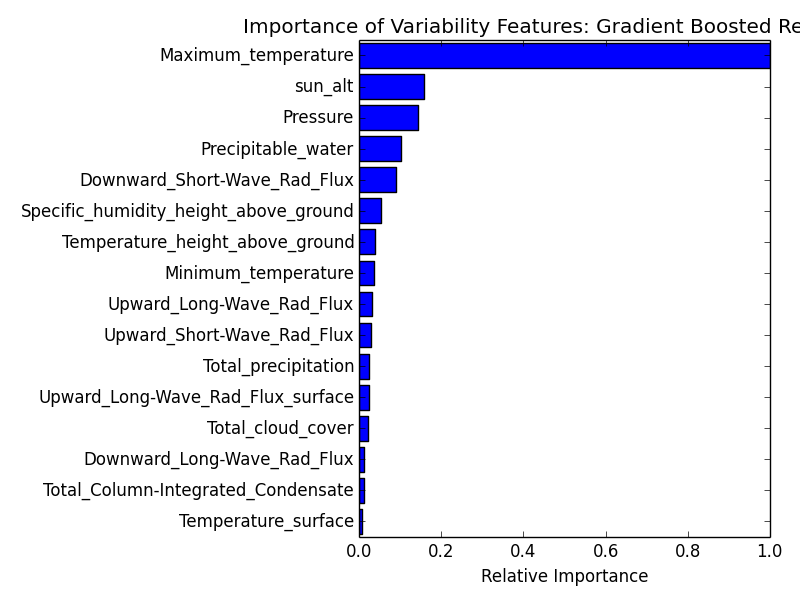 Importance of Variability Features: Gradient Boosted Re
Maximum_temperature
sun_alt
Pressure
Precipitable_water
Downward_Short-Wave_Rad_Flux
Specific_humidity_height_above_ground
Temperature_height_above_ground
Minimum_temperature
Upward_Long-Wave_Rad_Flux
Upward_Short-Wave_Rad_Flux
Total_precipitation
Upward_Long-Wave_Rad_Flux_surface
Total_cloud_cover
Downward_Long-Wave_Rad_Flux
Total_Column-Integrated_Condensate
Temperature_surface
0.0 0.2 0.4 0.6 0.8 1.0
Relative Importance